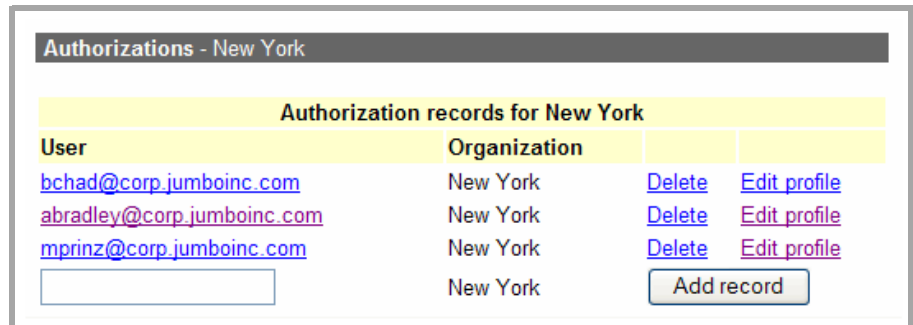 Authorizations - New York
Authorization records for New York
User Organization
bchad@corp.jumboinc.com New York Delete Edit profile
abradley@corp.jumboinc.com New York Delete Edit profile
mprinz@corp.jumboinc.com New York Delete Edit profile
New York Add record